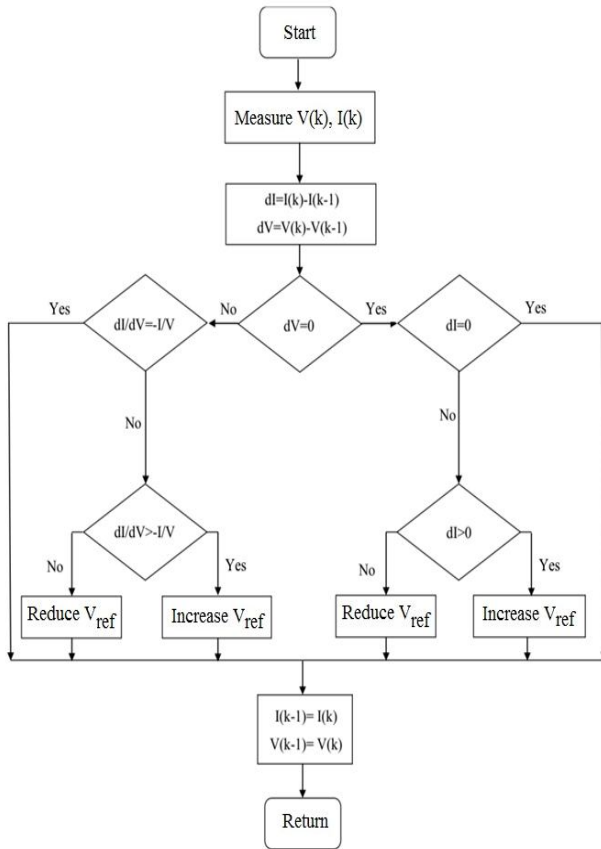 Start
Measure V(k), I(k)
dI=I(k)-I(k-1)
dV=V(k)-V(k-1)
Yes
dI/dV=-I/V
No
dV=0
Yes
dI=0
Yes
No
No
dI/dV>-I/V
dI>0
No
Yes
No
Yes
Reduce Vref
Increase Vref
Reduce Vref
Increase Vref
I(k-1)= I(k)
V(k-1)= V(k)
Return